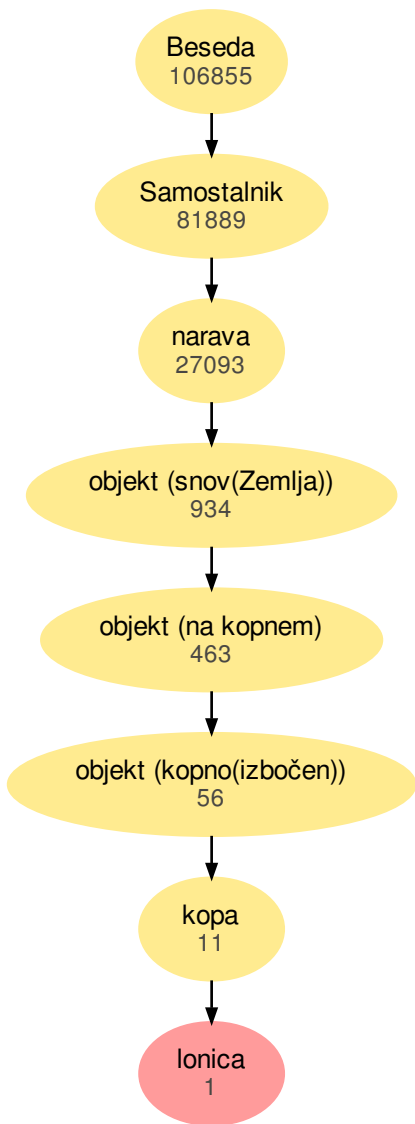 Beseda
106855
Samostalnik
81889
narava
27093
objekt (snov(Zemlja))
934
objekt (na kopnem)
463
objekt (kopno(izbočen))
56
kopa
11
lonica
1